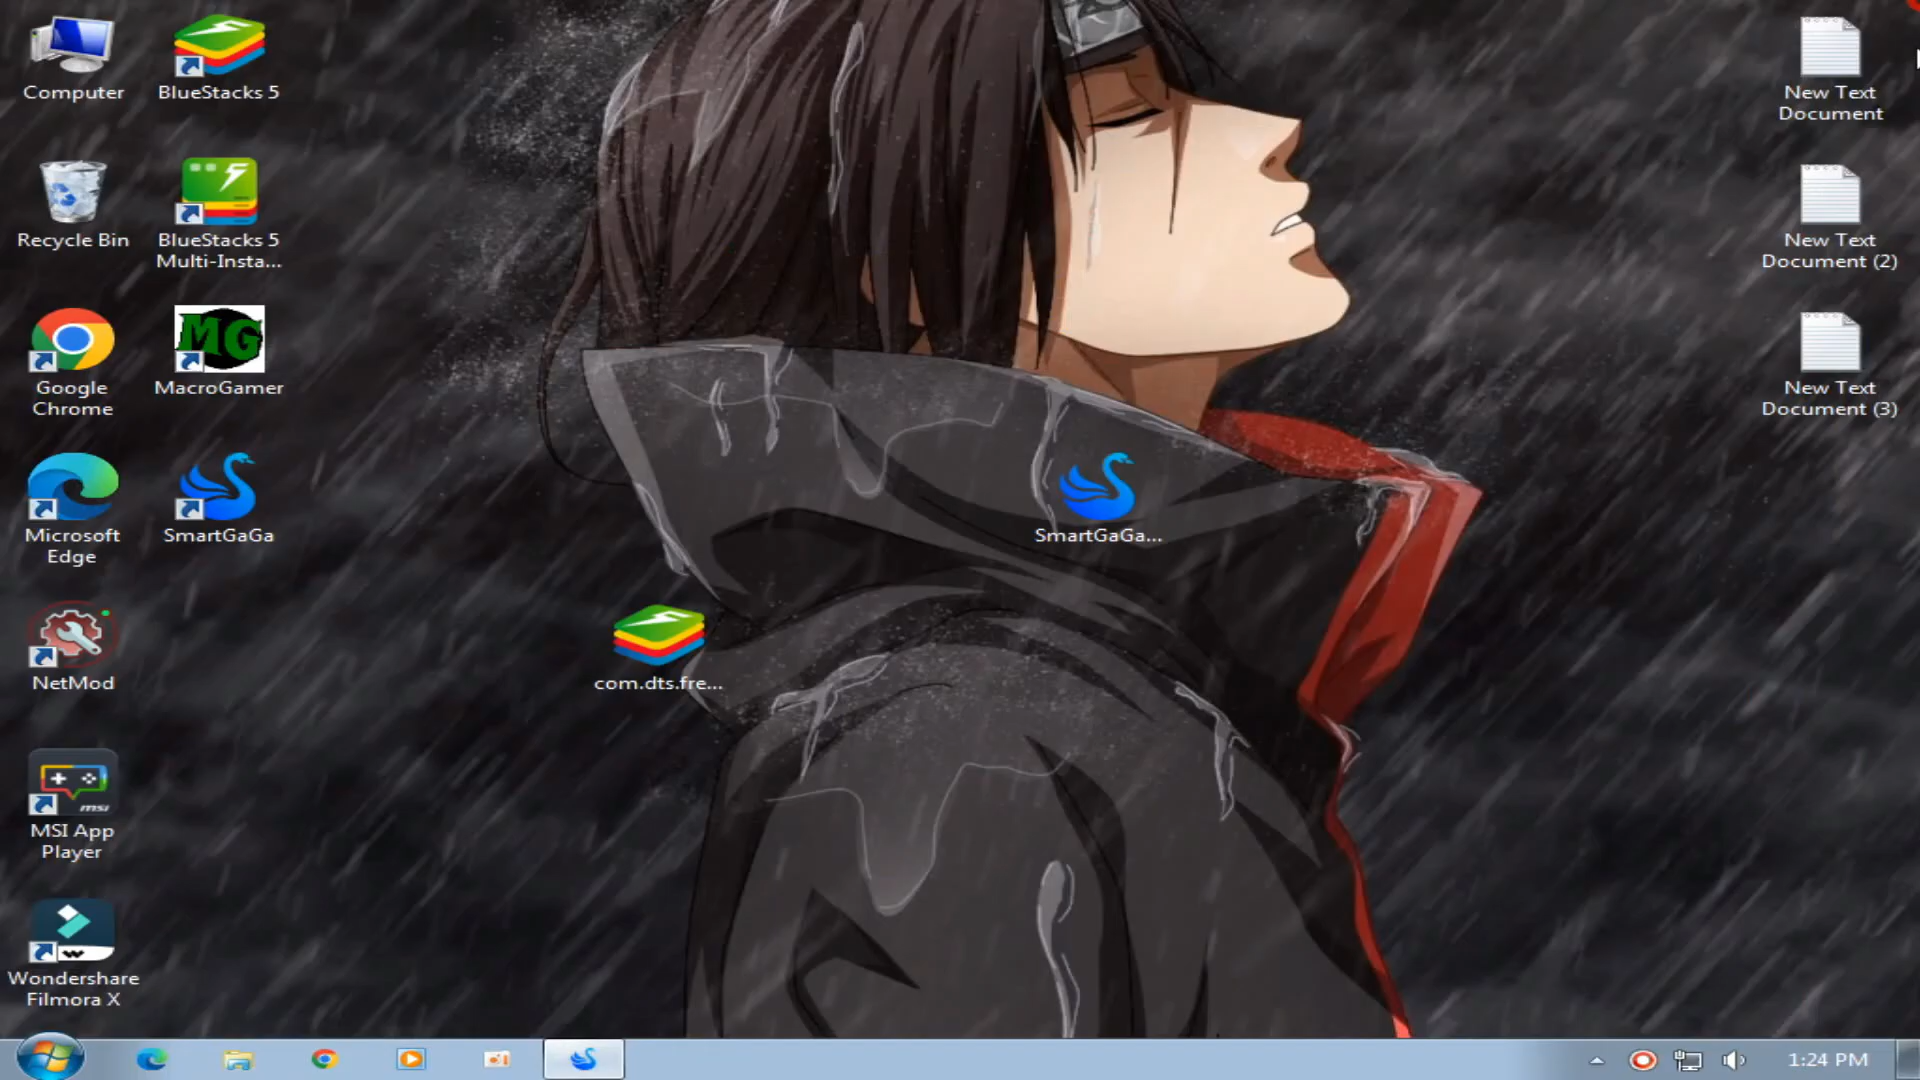 Computer
BlueStacks 5
Recycle Bin
BlueStacks 5
Multi-Insta...
Google
Chrome
MG
MacroGamer
Microsoft
Edge
SmartGaGa
NetMod
msi
MSI App
Player
Wondershare
Filmora X
com.dts.fre...
SmartGaGa...
New Text
Document
New Text
Document (2)
New Text
Document (3)
1:24 PM